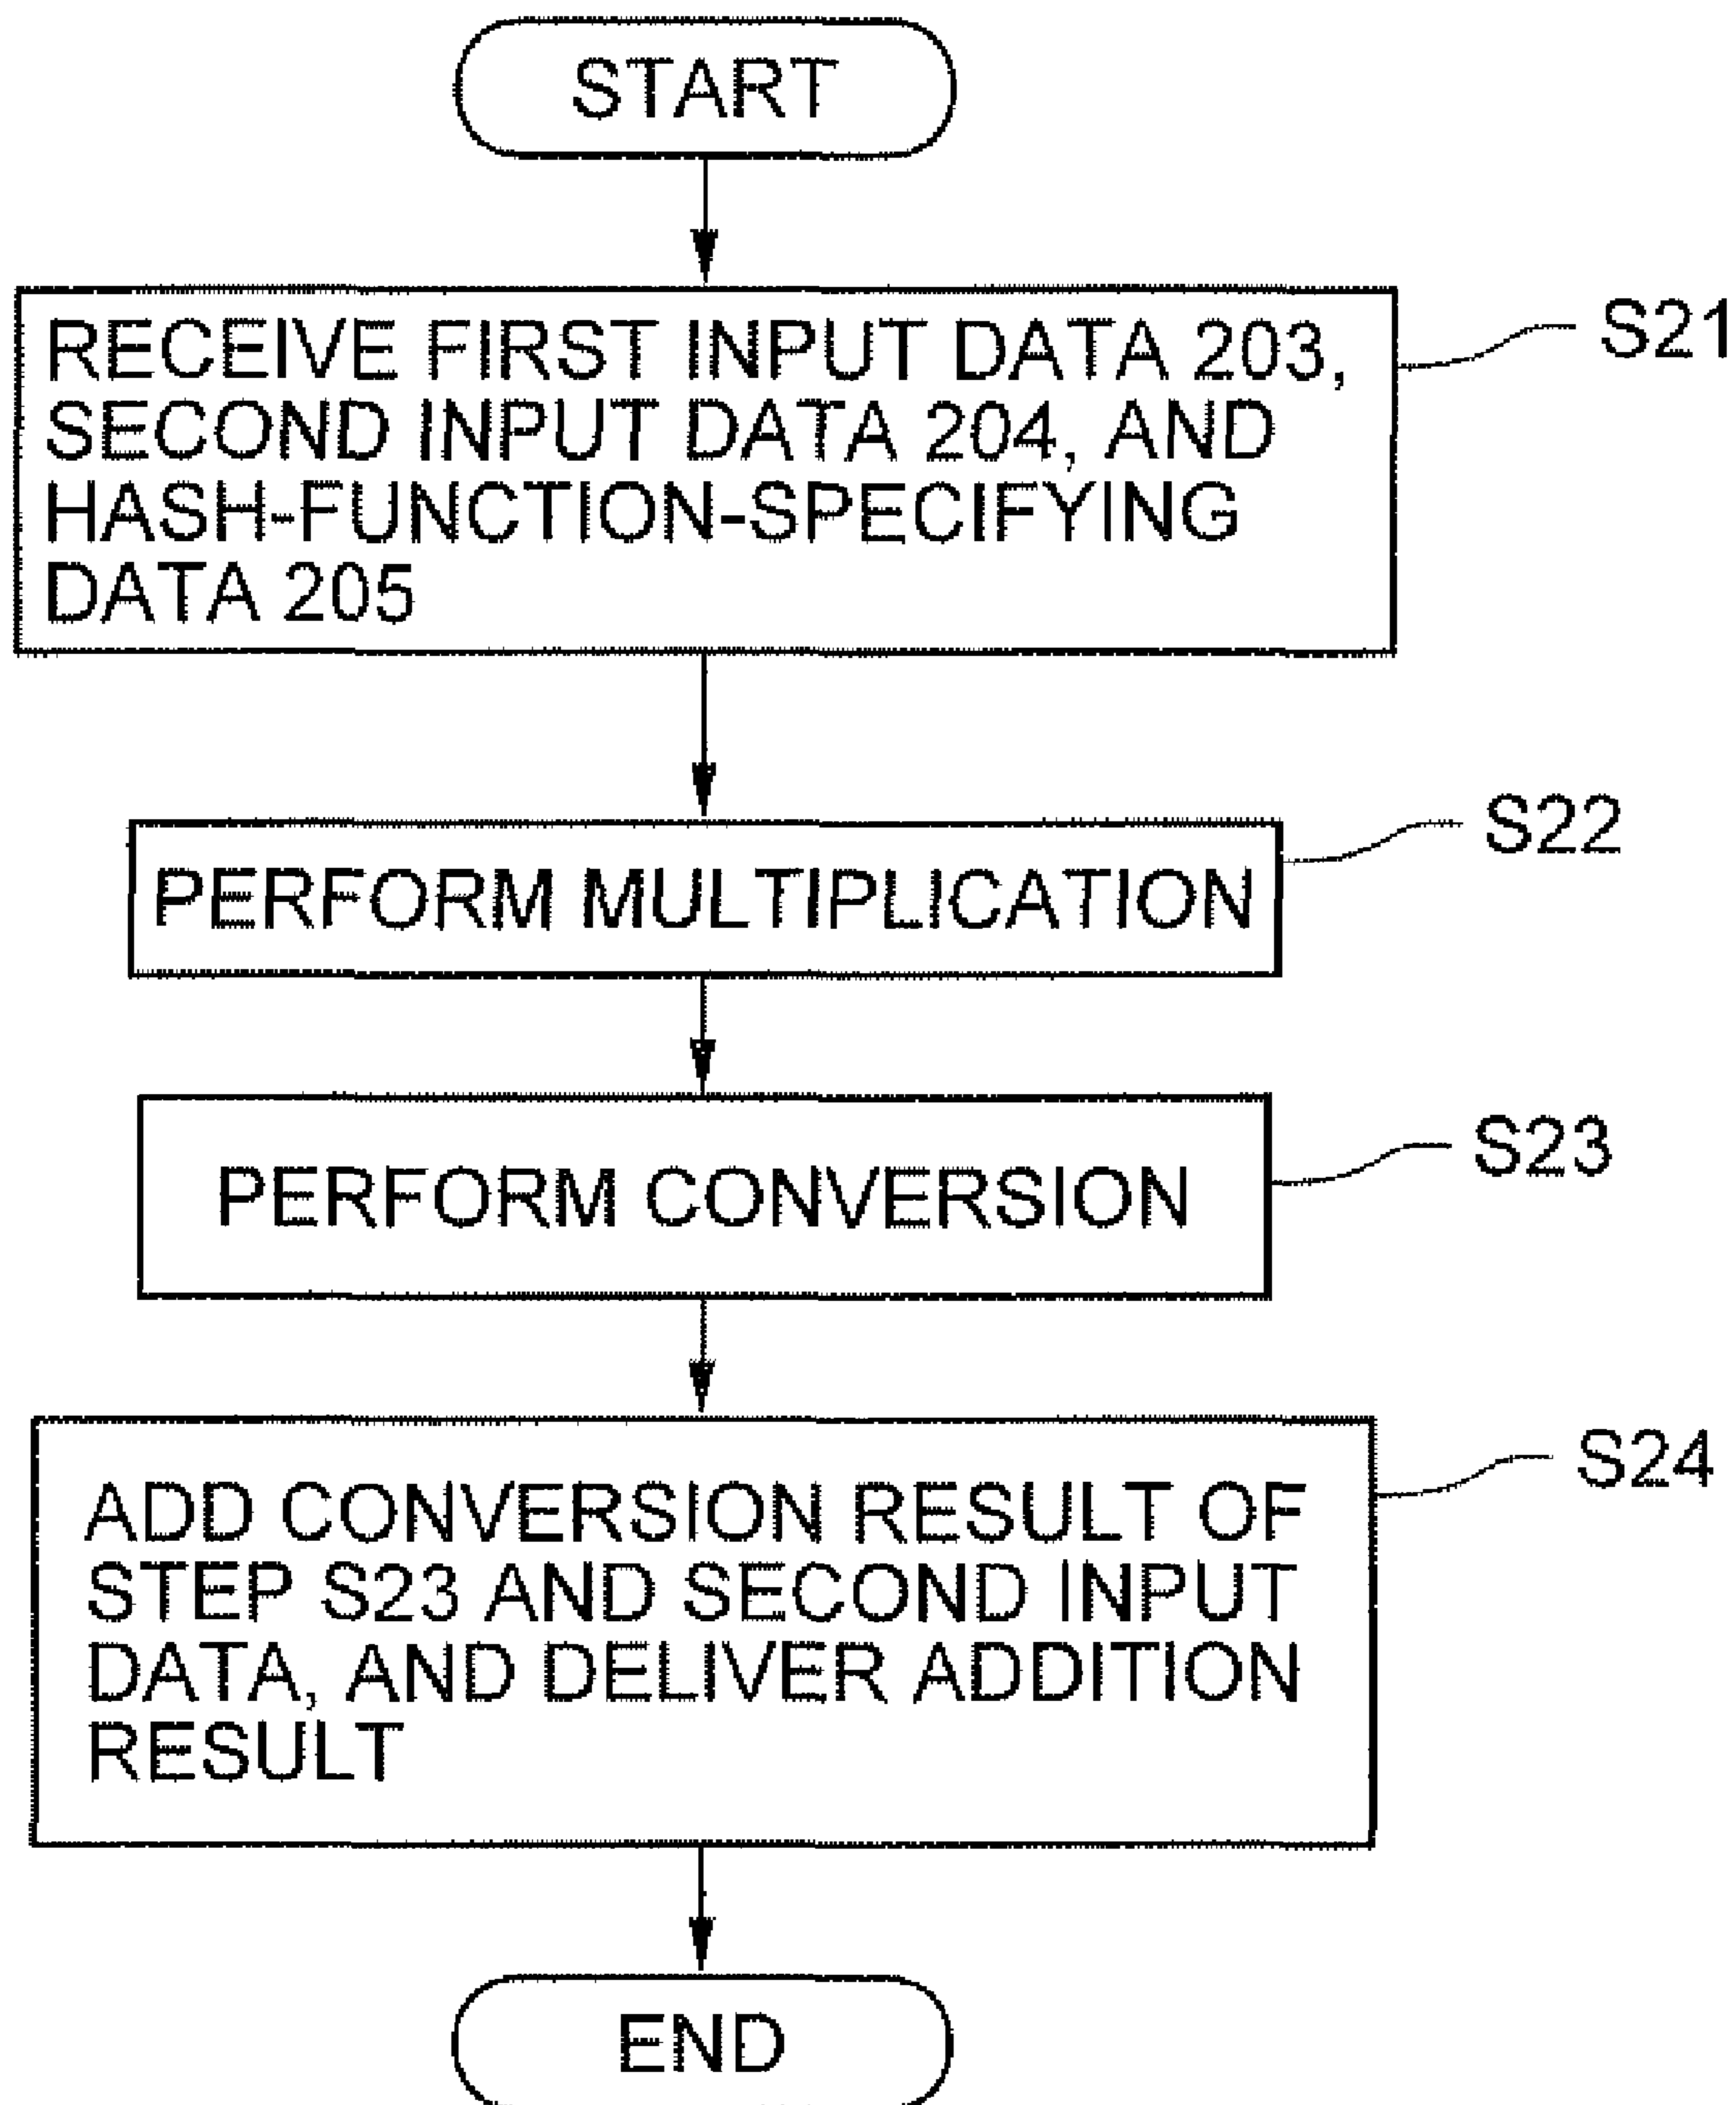 START
RECEIVE FIRST INPUT DATA 203,
SECOND INPUT DATA 204, AND
HASH-FUNCTION-SPECIFYING
DATA 205
S21
PERFORM MULTIPLICATION
S22
PERFORM CONVERSION
S23
ADD CONVERSION RESULT OF
STEP S23 AND SECOND INPUT
DATA, AND DELIVER ADDITION
RESULT
S24
END